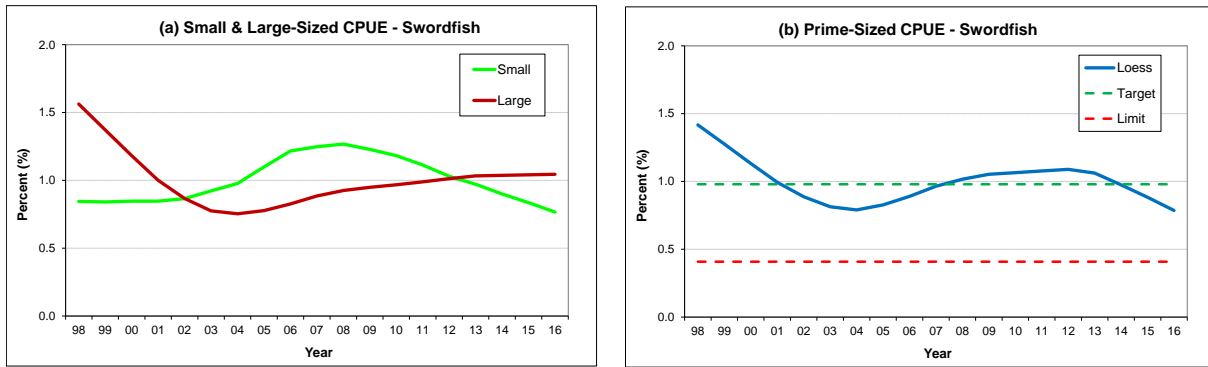 (a) Small & Large-Sized CPUE - Swordfish
2.0
1.5
1.0
0.5
0.0
Percent (%)
Small
Large
98 99 00 01 02 03 04 05 06 07 08 09 10 11 12 13 14 15 16
Year
(b) Prime-Sized CPUE - Swordfish
2.0
1.5
1.0
0.5
0.0
Percent (%)
Loess
Target
Limit
98 99 00 01 02 03 04 05 06 07 08 09 10 11 12 13 14 15 16
Year